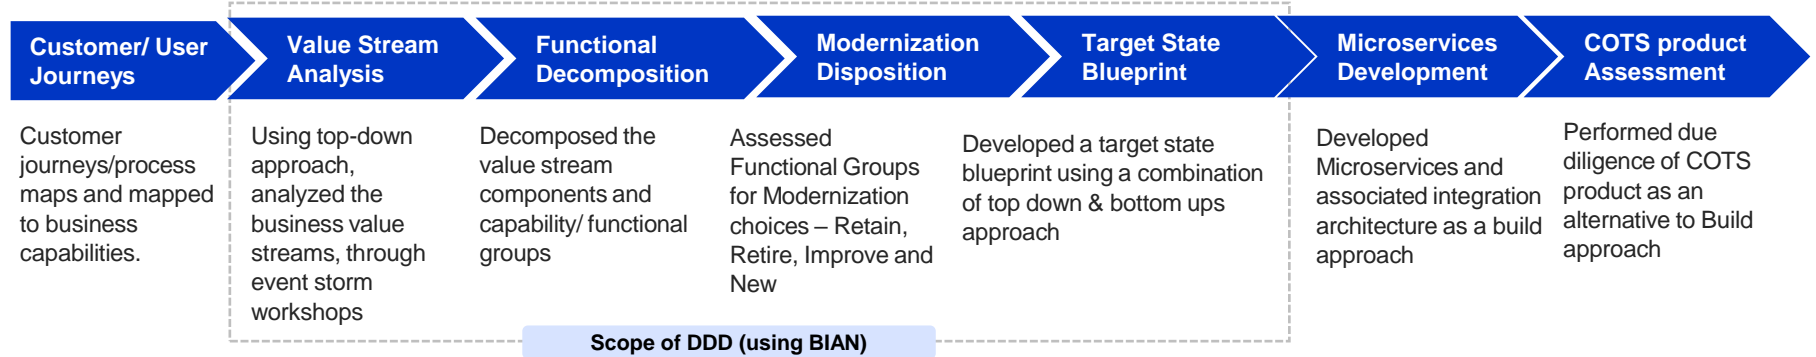 Customer/ User
Journeys
Value Stream
Analysis
Functional
Decomposition
Modernization
Disposition
Target State
Blueprint
Microservices
Development
COTS product
Assessment
Customer
journeys/process
maps and mapped
to business
capabilities.
Using top-down
approach,
analyzed the
business value
streams, through
event storm
workshops
Decomposed the
value stream
components and
capability/ functional
groups
Assessed
Functional Groups
for Modernization
choices – Retain,
Retire, Improve and
New
Developed a target state
blueprint using a combination
of top down & bottom ups
approach
Developed
Microservices and
associated integration
architecture as a build
approach
Performed due
diligence of COTS
product as an
alternative to Build
approach
Scope of DDD (using BIAN)